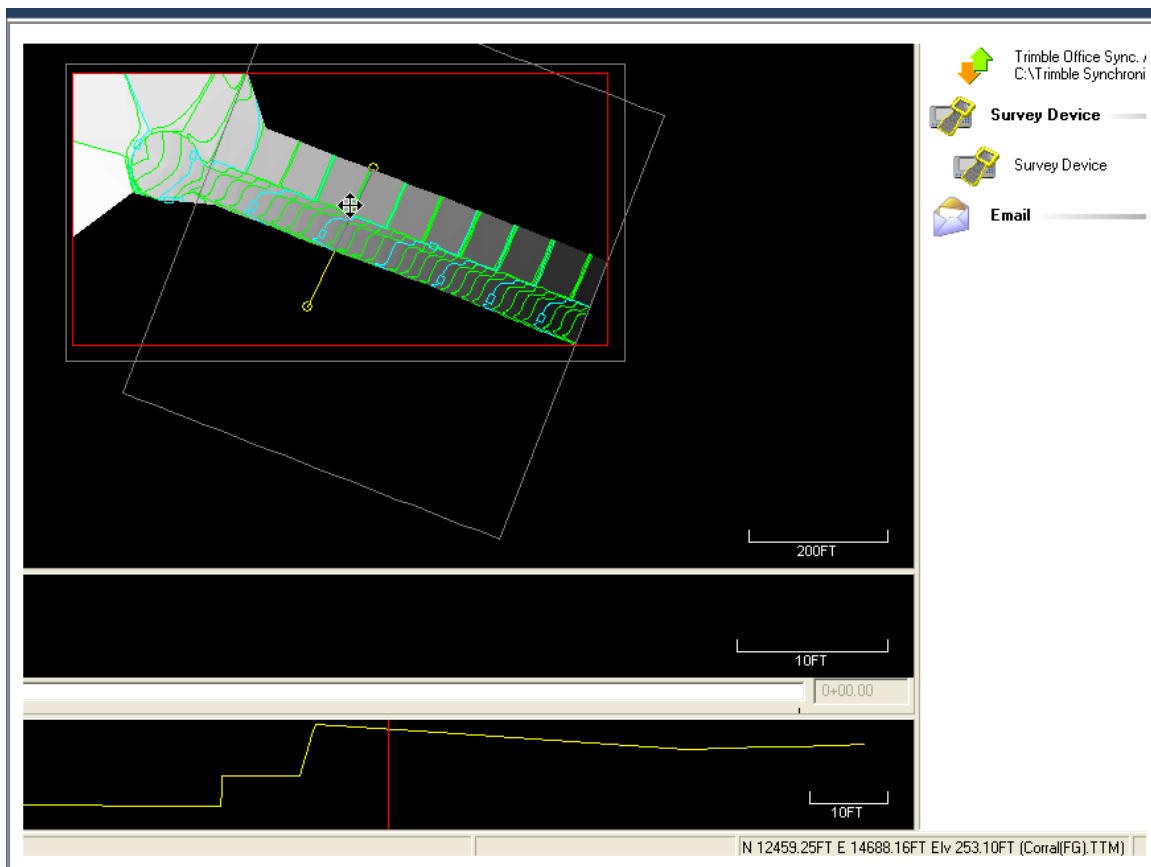 Trimble Office Sync. /
C:\Trimble Synchroni
Survey Device
Survey Device
Email
200FT
10FT
0+00.00
10FT
N 12459.25FT E 14688.16FT Elv 253.10FT (Corral(FG).TTM)